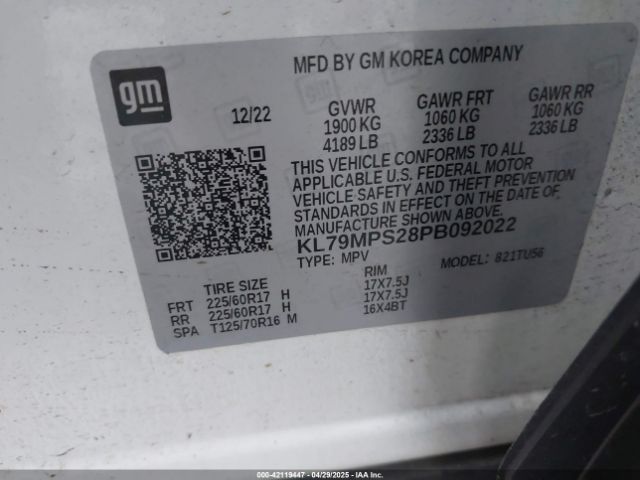 gm
MFD BY GM KOREA COMPANY
12/22 GVWR GAWR FRT GAWR RR
1900 KG 1060 KG 1060 KG
4189 LB 2336 LB 2336 LB
THIS VEHICLE CONFORMS TO ALL
APPLICABLE U.S. FEDERAL MOTOR
VEHICLE SAFETY AND THEFT PREVENTION
STANDARDS IN EFFECT ON THE DATE OF
MANUFACTURE SHOWN ABOVE.
KL79MPS28PB092022
TYPE: MPV MODEL: 821TU56
TIRE SIZE RIM
FRT 225/60R17 H 17X7.5J
RR 225/60R17 H 17X7.5J
SPA T125/70R16 M 16X4BT
000-42119447 - 04/29/2025 - IAA Inc.